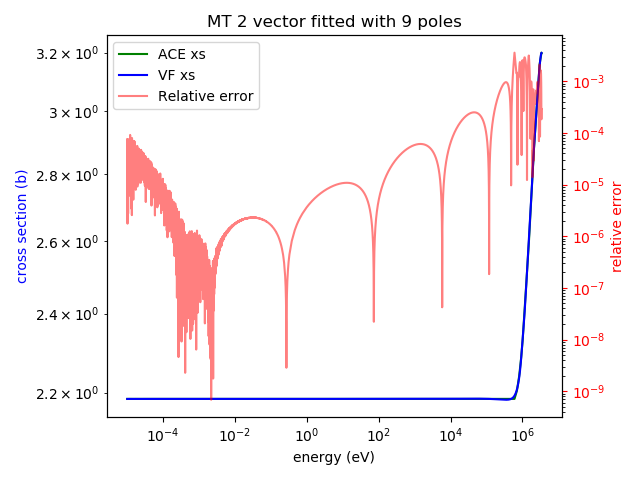 MT 2 vector fitted with 9 poles
ACE xs
VF xs
Relative error
3.2 × 10⁰
3 × 10⁰
2.8 × 10⁰
2.6 × 10⁰
2.4 × 10⁰
2.2 × 10⁰
cross section (b)
10⁻³
10⁻⁴
10⁻⁵
10⁻⁶
10⁻⁷
10⁻⁸
10⁻⁹
relative error
10⁻⁴ 10⁻² 10⁰ 10² 10⁴ 10⁶
energy (eV)